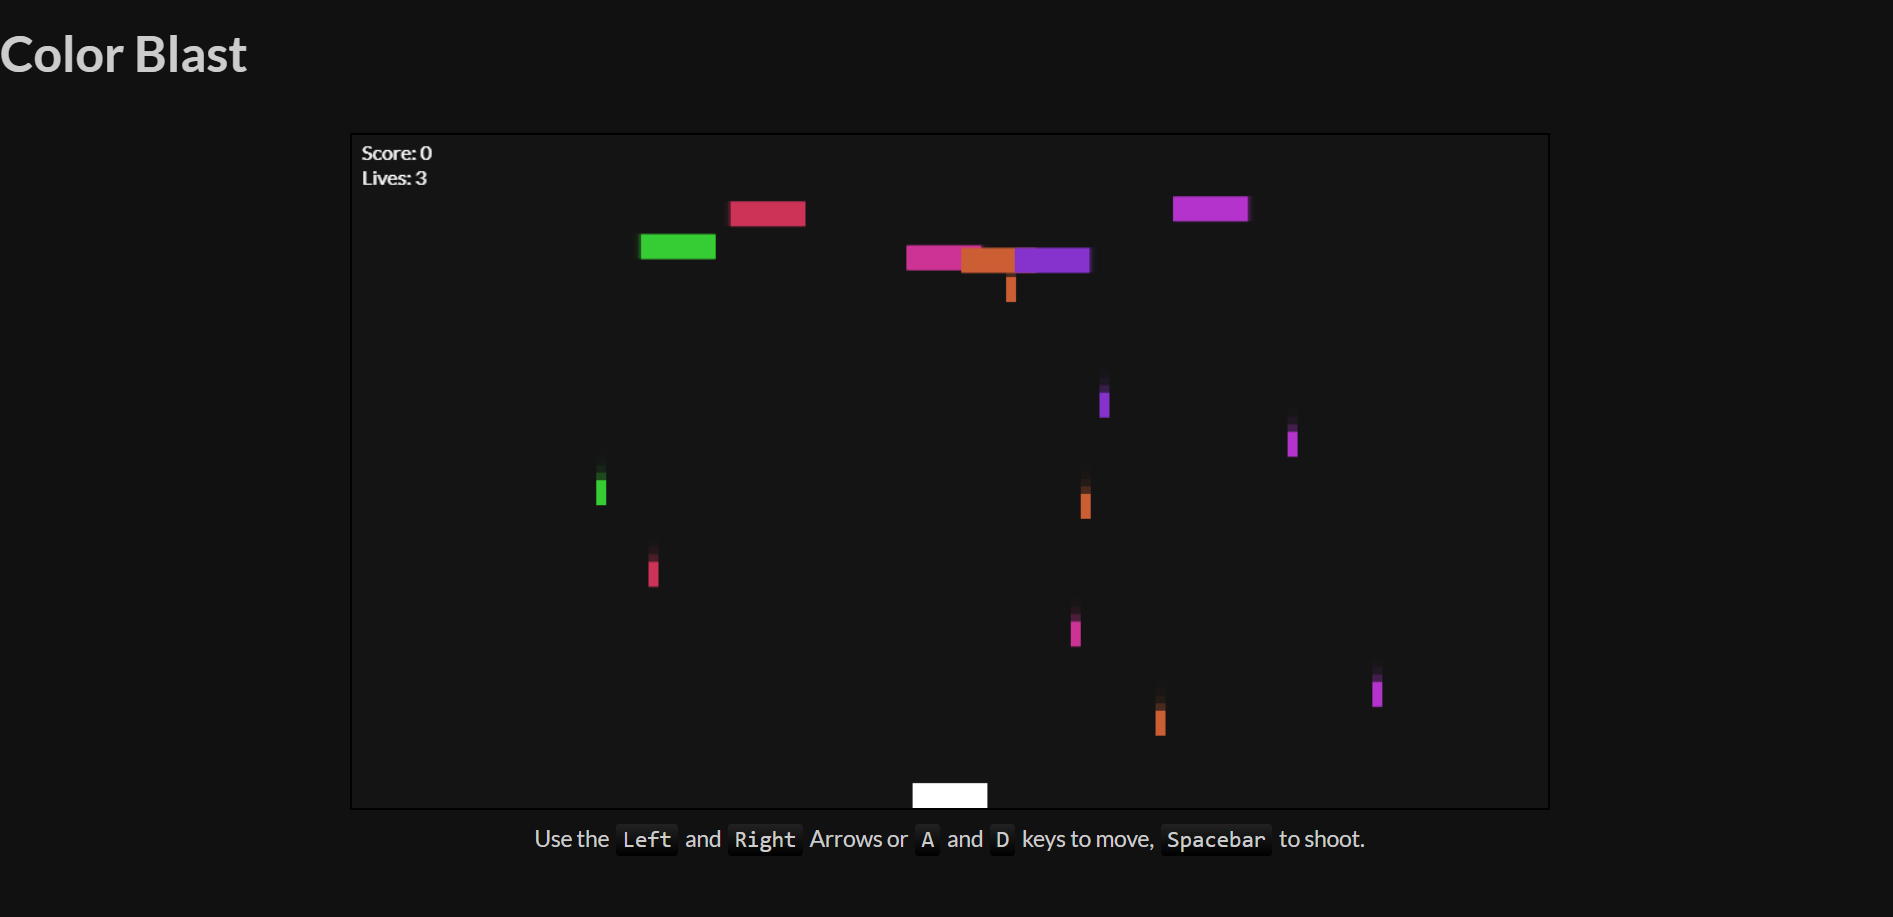 Color Blast
Score: 0
Lives: 3
Use the Left and Right Arrows or A and D keys to move, Spacebar to shoot.